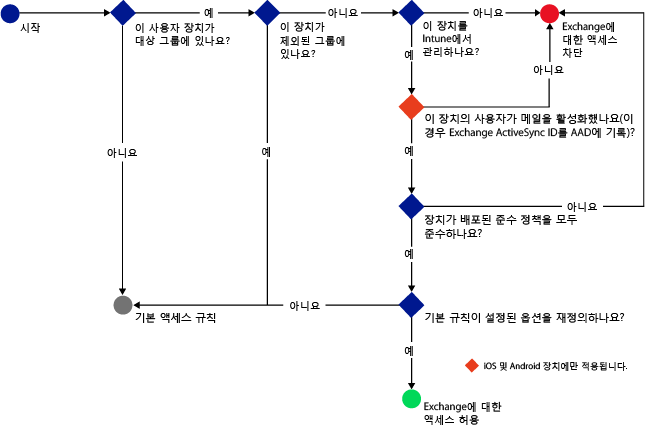 시작
이 사용자 장치가
대상 그룹에 있나요?
예
이 장치가
제외된 그룹에
있나요?
아니요
이 장치를
Intune에서
관리하나요?
아니요
Exchange에
대한 액세스
차단
예
아니요
이 장치의 사용자가 메일을 활성화했나요(이
경우 Exchange ActiveSync ID를 AAD에 기록)?
아니요
예
예
아니요
장치가 배포된 준수 정책을 모두
준수하나요?
예
기본 액세스 규칙
아니요
기본 규칙이 설정된 옵션을 재정의하나요?
예
iOS 및 Android 장치에만 적용됩니다.
Exchange에 대한
액세스 허용